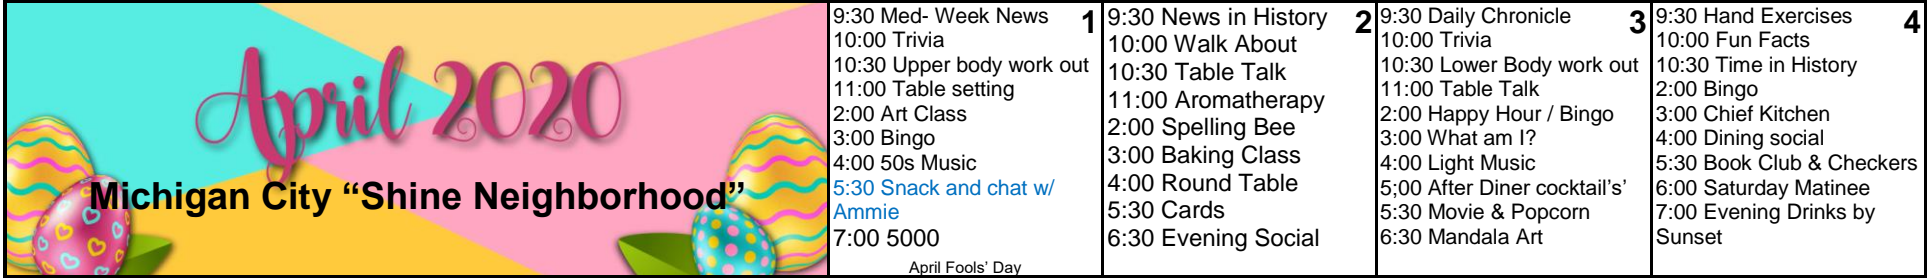 April 2020
Michigan City “Shine Neighborhood”
9:30 Med- Week News 1
10:00 Trivia
10:30 Upper body work out
11:00 Table setting
2:00 Art Class
3:00 Bingo
4:00 50s Music
5:30 Snack and chat w/
Ammie
7:00 5000
April Fools’ Day
9:30 News in History 2
10:00 Walk About
10:30 Table Talk
11:00 Aromatherapy
2:00 Spelling Bee
3:00 Baking Class
4:00 Round Table
5:30 Cards
6:30 Evening Social
9:30 Daily Chronicle 3
10:00 Trivia
10:30 Lower Body work out
11:00 Table Talk
2:00 Happy Hour / Bingo
3:00 What am I?
4:00 Light Music
5;00 After Diner cocktail’s’
5:30 Movie & Popcorn
6:30 Mandala Art
9:30 Hand Exercises 4
10:00 Fun Facts
10:30 Time in History
2:00 Bingo
3:00 Chief Kitchen
4:00 Dining social
5:30 Book Club & Checkers
6:00 Saturday Matinee
7:00 Evening Drinks by
Sunset